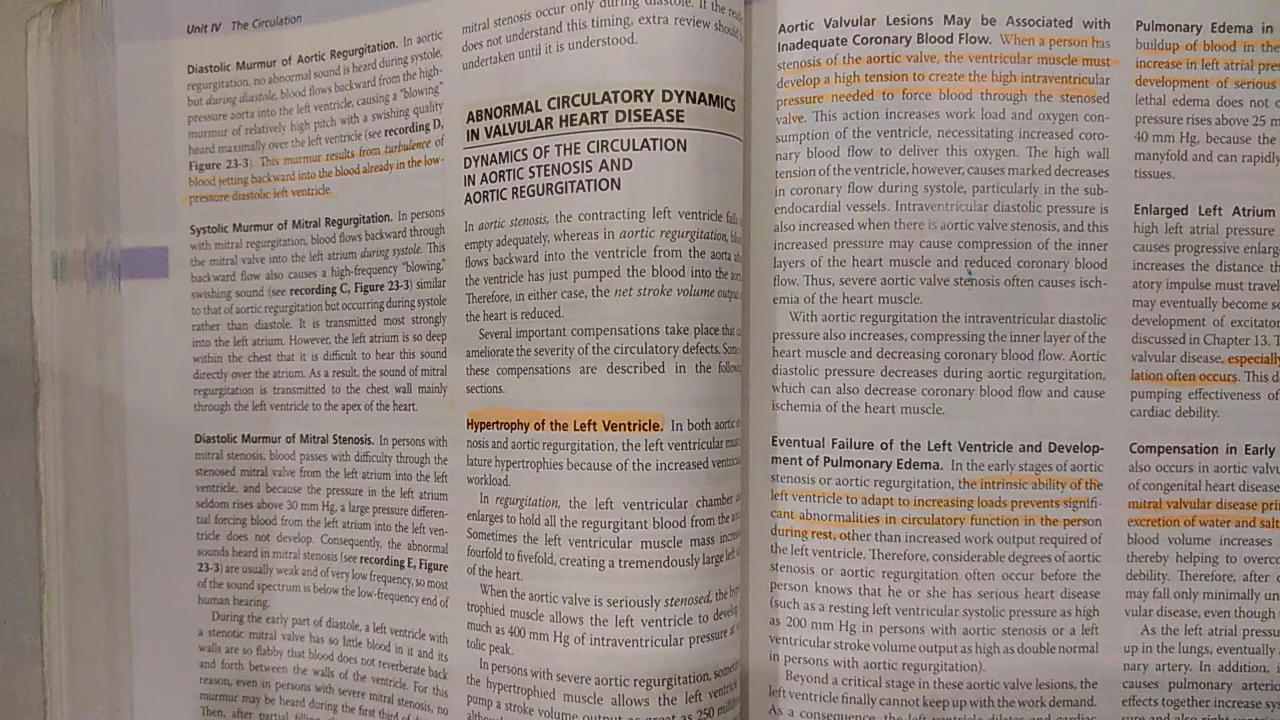 Unit IV The Circulation
Diastolic Murmur of Aortic Regurgitation. In aortic
regurgitation, no abnormal sound is heard during systole,
but during diastole, blood flows backward from the high-
pressure aorta into the left ventricle, causing a "blowing"
murmur of relatively high pitch with a swishing quality
heard maximally over the left ventricle (see recording D,
Figure 23-3). This murmur results from turbulence of
blood jetting backward into the blood already in the low-
pressure diastolic left ventricle.
Systolic Murmur of Mitral Regurgitation. In persons
with mitral regurgitation, blood flows backward through
the mitral valve into the left atrium during systole. This
backward flow also causes a high-frequency "blowing,"
swishing sound (see recording C, Figure 23-3) similar
to that of aortic regurgitation but occurring during systole
rather than diastole. It is transmitted most strongly
into the left atrium. However, the left atrium is so deep
within the chest that it is difficult to hear this sound
directly over the atrium. As a result, the sound of mitral
regurgitation is transmitted to the chest wall mainly
through the left ventricle to the apex of the heart.
Diastolic Murmur of Mitral Stenosis. In persons with
mitral stenosis, blood passes with difficulty through the
stenosed mitral valve from the left atrium into the left
ventricle, and because the pressure in the left atrium
seldom rises above 30 mm Hg, a large pressure differen-
tial forcing blood from the left atrium into the left ven-
tricle does not develop. Consequently, the abnormal
sounds heard in mitral stenosis (see recording E, Figure
23-3) are usually weak and of very low frequency, so most
of the sound spectrum is below the low-frequency end of
human hearing.
During the early part of diastole, a left ventricle with
a stenotic mitral valve has so little blood in it and its
walls are so flabby that blood does not reverberate back
and forth between the walls of the ventricle. For this
reason, even in persons with severe mitral stenosis, no
murmur may be heard during the first third of
Then, after partial filling
mitral stenosis occur only during diastole. If the
does not understand this timing, extra review should
undertaken until it is understood.
ABNORMAL CIRCULATORY DYNAMICS
IN VALVULAR HEART DISEASE
DYNAMICS OF THE CIRCULATION
IN AORTIC STENOSIS AND
AORTIC REGURGITATION
In aortic stenosis, the contracting left ventricle fails
empty adequately, whereas in aortic regurgitation,
flows backward into the ventricle from the aorta
the ventricle has just pumped the blood into the
Therefore, in either case, the net stroke volume output
the heart is reduced.
Several important compensations take place that
ameliorate the severity of the circulatory defects. Some
these compensations are described in the
sections.
Hypertrophy of the Left Ventricle. In both aortic
nosis and aortic regurgitation, the left ventricular
lature hypertrophies because of the increased
workload.
In regurgitation, the left ventricular chamber
enlarges to hold all the regurgitant blood from the
Sometimes the left ventricular muscle mass
fourfold to fivefold, creating a tremendously large left
of the heart.
When the aortic valve is seriously stenosed, the
trophied muscle allows the left ventricle to
much as 400 mm Hg of intraventricular pressure at
tolic peak.
In persons with severe aortic regurgitation,
the hypertrophied muscle allows the left
pump a stroke volume output as great as 250
Aortic Valvular Lesions May be Associated with
Inadequate Coronary Blood Flow. When a person has
stenosis of the aortic valve, the ventricular muscle must
develop a high tension to create the high intraventricular
pressure needed to force blood through the stenosed
valve. This action increases work load and oxygen con-
sumption of the ventricle, necessitating increased coro-
nary blood flow to deliver this oxygen. The high wall
tension of the ventricle, however, causes marked decreases
in coronary flow during systole, particularly in the sub-
endocardial vessels. Intraventricular diastolic pressure is
also increased when there is aortic valve stenosis, and this
increased pressure may cause compression of the inner
layers of the heart muscle and reduced coronary blood
flow. Thus, severe aortic valve stenosis often causes isch-
emia of the heart muscle.
With aortic regurgitation the intraventricular diastolic
pressure also increases, compressing the inner layer of the
heart muscle and decreasing coronary blood flow. Aortic
diastolic pressure decreases during aortic regurgitation,
which can also decrease coronary blood flow and cause
ischemia of the heart muscle.
Eventual Failure of the Left Ventricle and Develop-
ment of Pulmonary Edema. In the early stages of aortic
stenosis or aortic regurgitation, the intrinsic ability of the
left ventricle to adapt to increasing loads prevents signifi-
cant abnormalities in circulatory function in the person
during rest, other than increased work output required of
the left ventricle. Therefore, considerable degrees of aortic
stenosis or aortic regurgitation often occur before the
person knows that he or she has serious heart disease
(such as a resting left ventricular systolic pressure as high
as 200 mm Hg in persons with aortic stenosis or a left
ventricular stroke volume output as high as double normal
in persons with aortic regurgitation).
Beyond a critical stage in these aortic valve lesions, the
left ventricle finally cannot keep up with the work demand.
As a consequence, the left ventricle dilates and cardiac
Pulmonary Edema in
buildup of blood in the
increase in left atrial
development of serious
lethal edema does not
pressure rises above 25
40 mm Hg, because the
manyfold and can rapidly
tissues.
Enlarged Left Atrium
high left atrial pressure
causes progressive
increases the distance
atory impulse must travel
may eventually become
development of
discussed in Chapter 13.
valvular disease, especially
lation often occurs. This
pumping effectiveness of
cardiac debility.
Compensation in Early
also occurs in aortic
of congenital heart disease
mitral valvular disease
excretion of water and salt
blood volume increases
thereby helping to
debility. Therefore, after
may fall only minimally
vular disease, even though
As the left atrial
up in the lungs, eventually
nary artery. In addition,
causes pulmonary
effects together increase